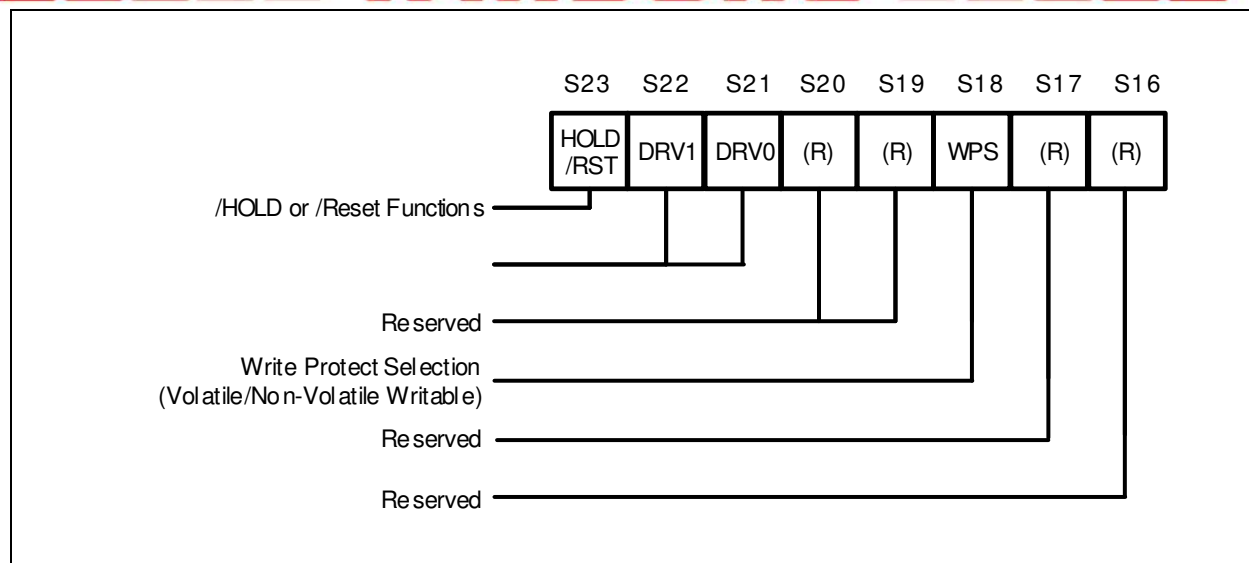 S23 S22 S21 S20 S19 S18 S17 S16
HOLD
/RST DRV1 DRV0 (R) (R) WPS (R) (R)
/HOLD or /Reset Functions
Reserved
Write Protect Selection
(Volatile/Non-Volatile Writable)
Reserved
Reserved